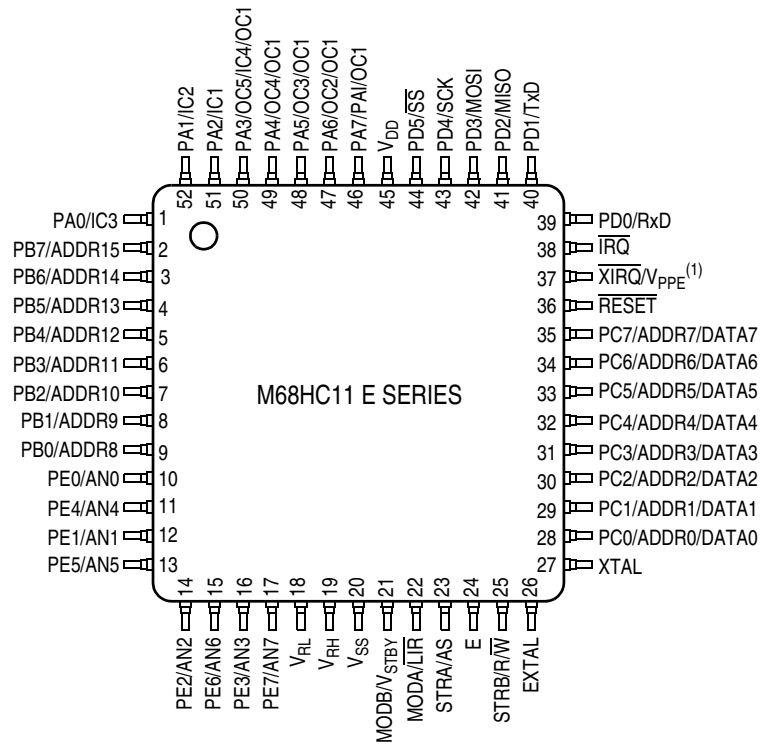 PA1/IC2
PA2/IC1
PA3/OC5/IC4/OC1
PA4/OC4/OC1
PA5/OC3/OC1
PA6/OC2/OC1
PA7/PAI/OC1
VDD
PD5/S̅S̅
PD4/SCK
PD3/MOSI
PD2/MISO
PD1/TxD
52
51
50
49
48
47
46
45
44
43
42
41
40
PA0/IC3 1
PB7/ADDR15 2
PB6/ADDR14 3
PB5/ADDR13 4
PB4/ADDR12 5
PB3/ADDR11 6
PB2/ADDR10 7
PB1/ADDR9 8
PB0/ADDR8 9
PE0/AN0 10
PE4/AN4 11
PE1/AN1 12
PE5/AN5 13
M68HC11 E SERIES
39 PD0/RxD
38 I̅R̅Q̅
37 X̅I̅R̅Q̅/VPPE(1)
36 R̅E̅S̅E̅T̅
35 PC7/ADDR7/DATA7
34 PC6/ADDR6/DATA6
33 PC5/ADDR5/DATA5
32 PC4/ADDR4/DATA4
31 PC3/ADDR3/DATA3
30 PC2/ADDR2/DATA2
29 PC1/ADDR1/DATA1
28 PC0/ADDR0/DATA0
27 XTAL
14
15
16
17
18
19
20
21
22
23
24
25
26
PE2/AN2
PE6/AN6
PE3/AN3
PE7/AN7
VRL
VRH
VSS
MODB/VSTBY
MODA/L̅I̅R̅
STRA/AS
E
STRB/R/W̅
EXTAL